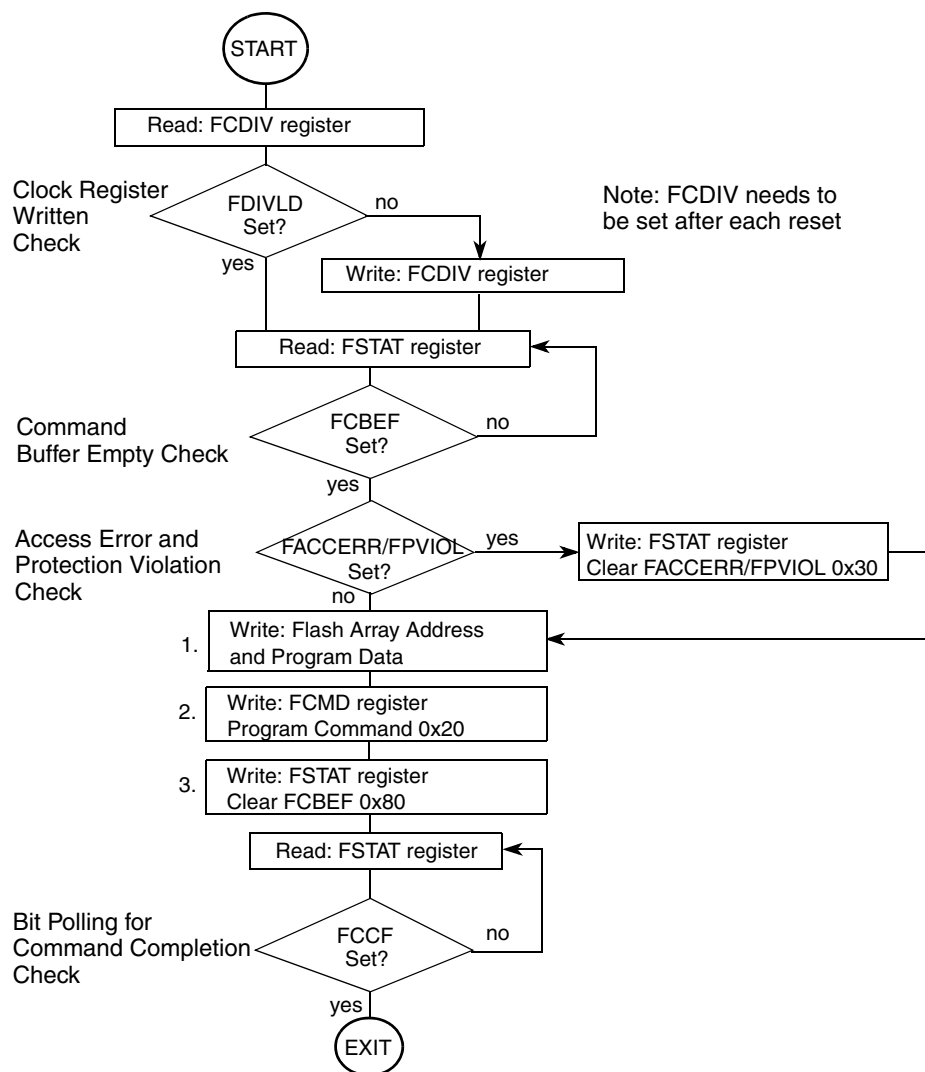 START
Read: FCDIV register
Clock Register
Written
Check
FDIVLD
Set?
no
yes
Note: FCDIV needs to
be set after each reset
Write: FCDIV register
Read: FSTAT register
Command
Buffer Empty Check
FCBEF
Set?
no
yes
Access Error and
Protection Violation
Check
FACCERR/FPVIOL
Set?
yes
no
Write: FSTAT register
Clear FACCERR/FPVIOL 0x30
1.
Write: Flash Array Address
and Program Data
2.
Write: FCMD register
Program Command 0x20
3.
Write: FSTAT register
Clear FCBEF 0x80
Read: FSTAT register
Bit Polling for
Command Completion
Check
FCCF
Set?
no
yes
EXIT